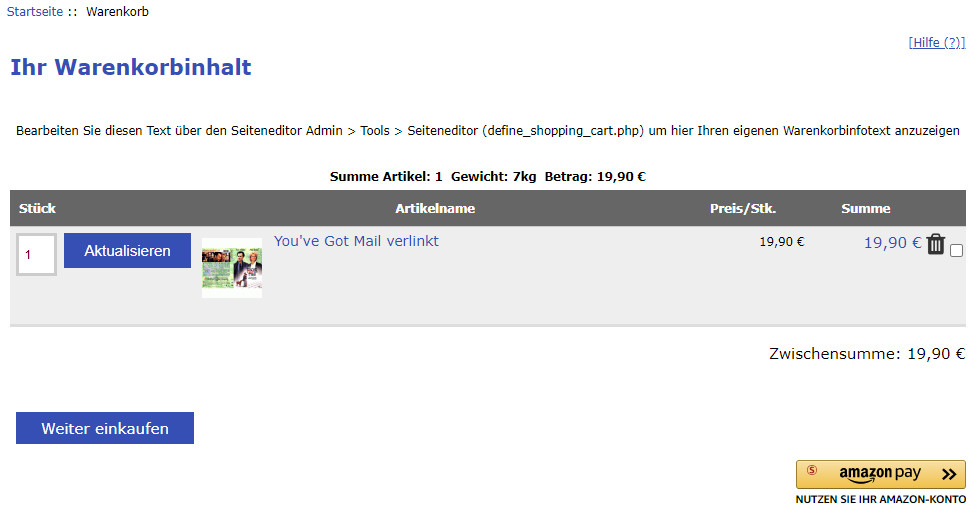 Startseite :: Warenkorb
[Hilfe (?)]
Ihr Warenkorbinhalt
Bearbeiten Sie diesen Text über den Seiteneditor Admin > Tools > Seiteneditor (define_shopping_cart.php) um hier Ihren eigenen Warenkorbinfotext anzuzeigen
Summe Artikel: 1 Gewicht: 7kg Betrag: 19,90 €
Stück Artikelname Preis/Stk. Summe
1 Aktualisieren You've Got Mail verlinkt 19,90 € 19,90 €
Zwischensumme: 19,90 €
Weiter einkaufen
S amazon pay
NUTZEN SIE IHR AMAZON-KONTO